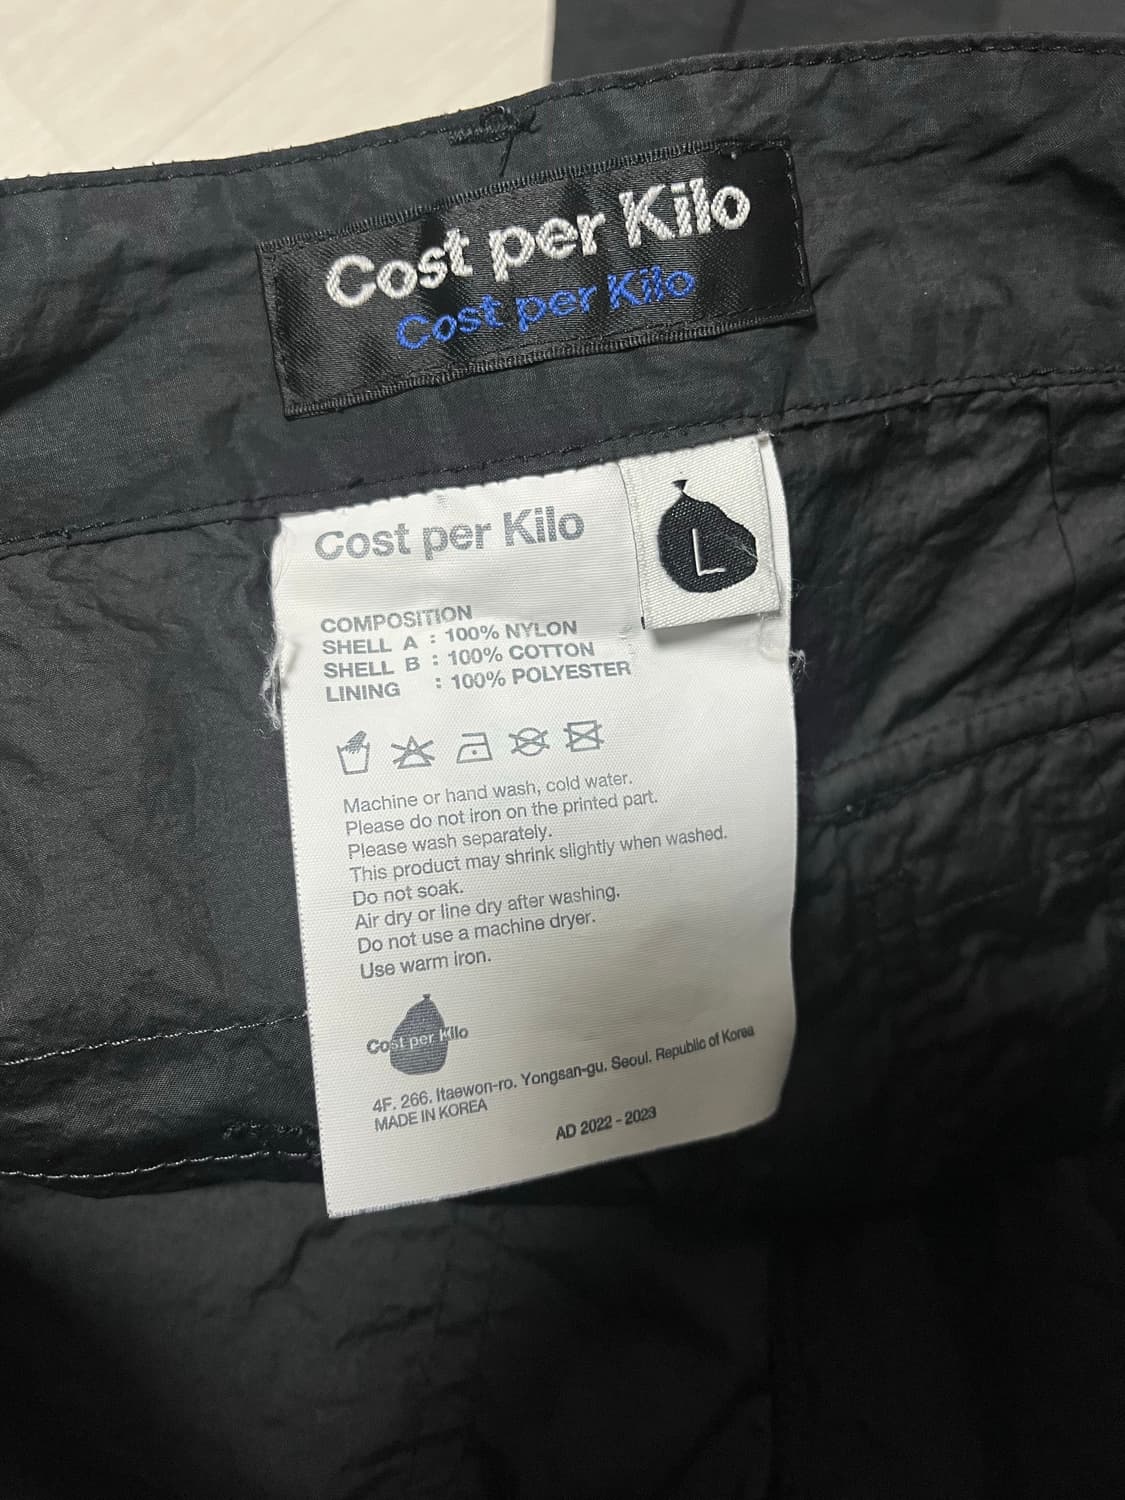 Cost per Kilo
Cost per Kilo
Cost per Kilo
L
COMPOSITION
SHELL A : 100% NYLON
SHELL B : 100% COTTON
LINING : 100% POLYESTER
Machine or hand wash, cold water.
Please do not iron on the printed part.
Please wash separately.
This product may shrink slightly when washed.
Do not soak.
Air dry or line dry after washing.
Do not use a machine dryer.
Use warm iron.
Cost per Kilo
4F. 266. Itaewon-ro. Yongsan-gu. Seoul. Republic of Korea
MADE IN KOREA
AD 2022 - 2023